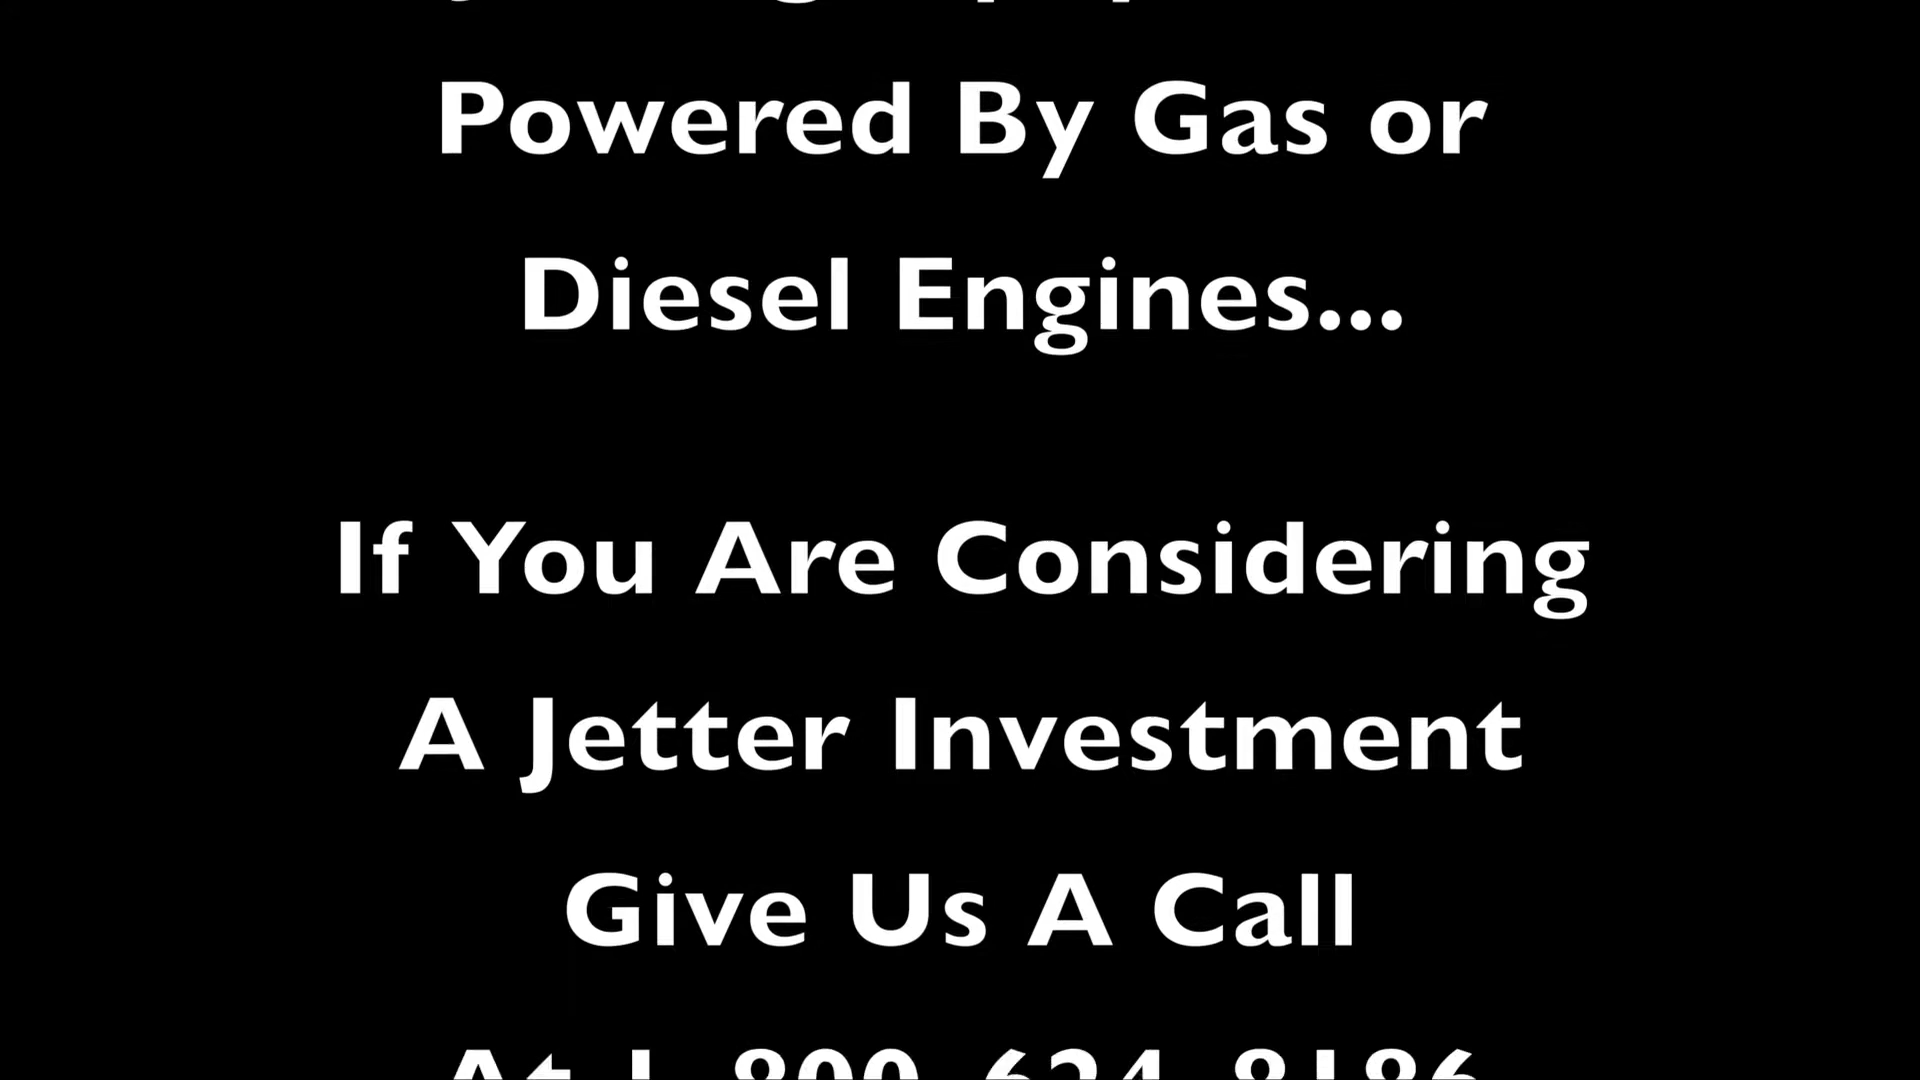 Powered By Gas or
Diesel Engines...
If You Are Considering
A Jetter Investment
Give Us A Call
At 1-800-624-8186